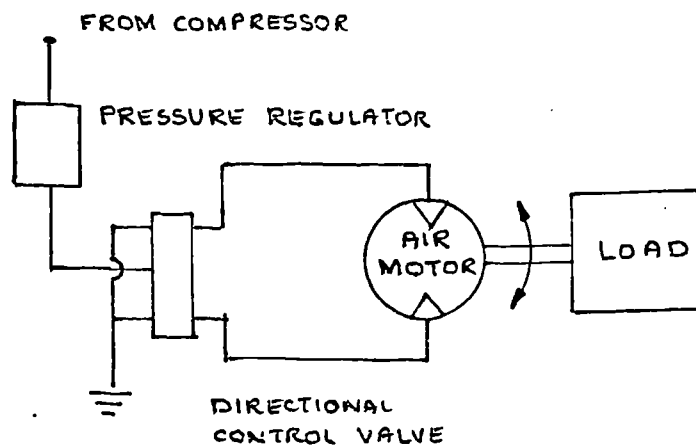 FROM COMPRESSOR
PRESSURE REGULATOR
AIR
MOTOR
LOAD
DIRECTIONAL
CONTROL VALVE